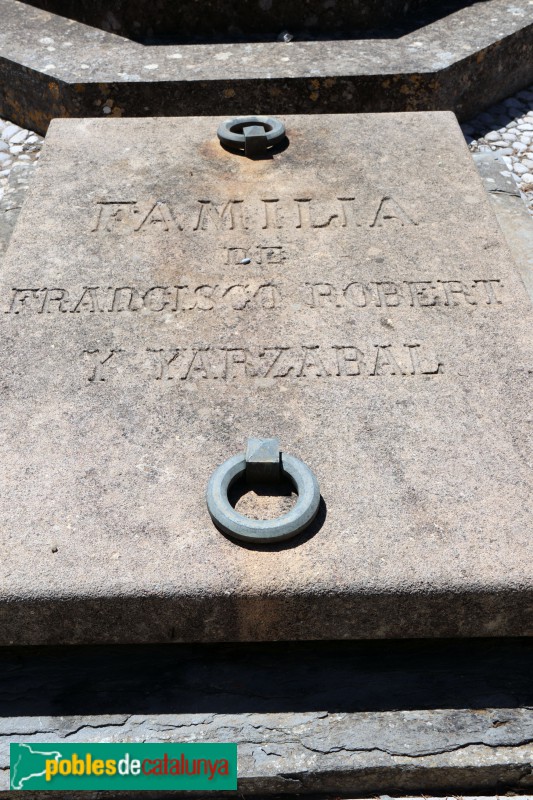 FAMILIA
DE
FRANCISCO ROBERT
Y YARZABAL
poblesdecatalunya